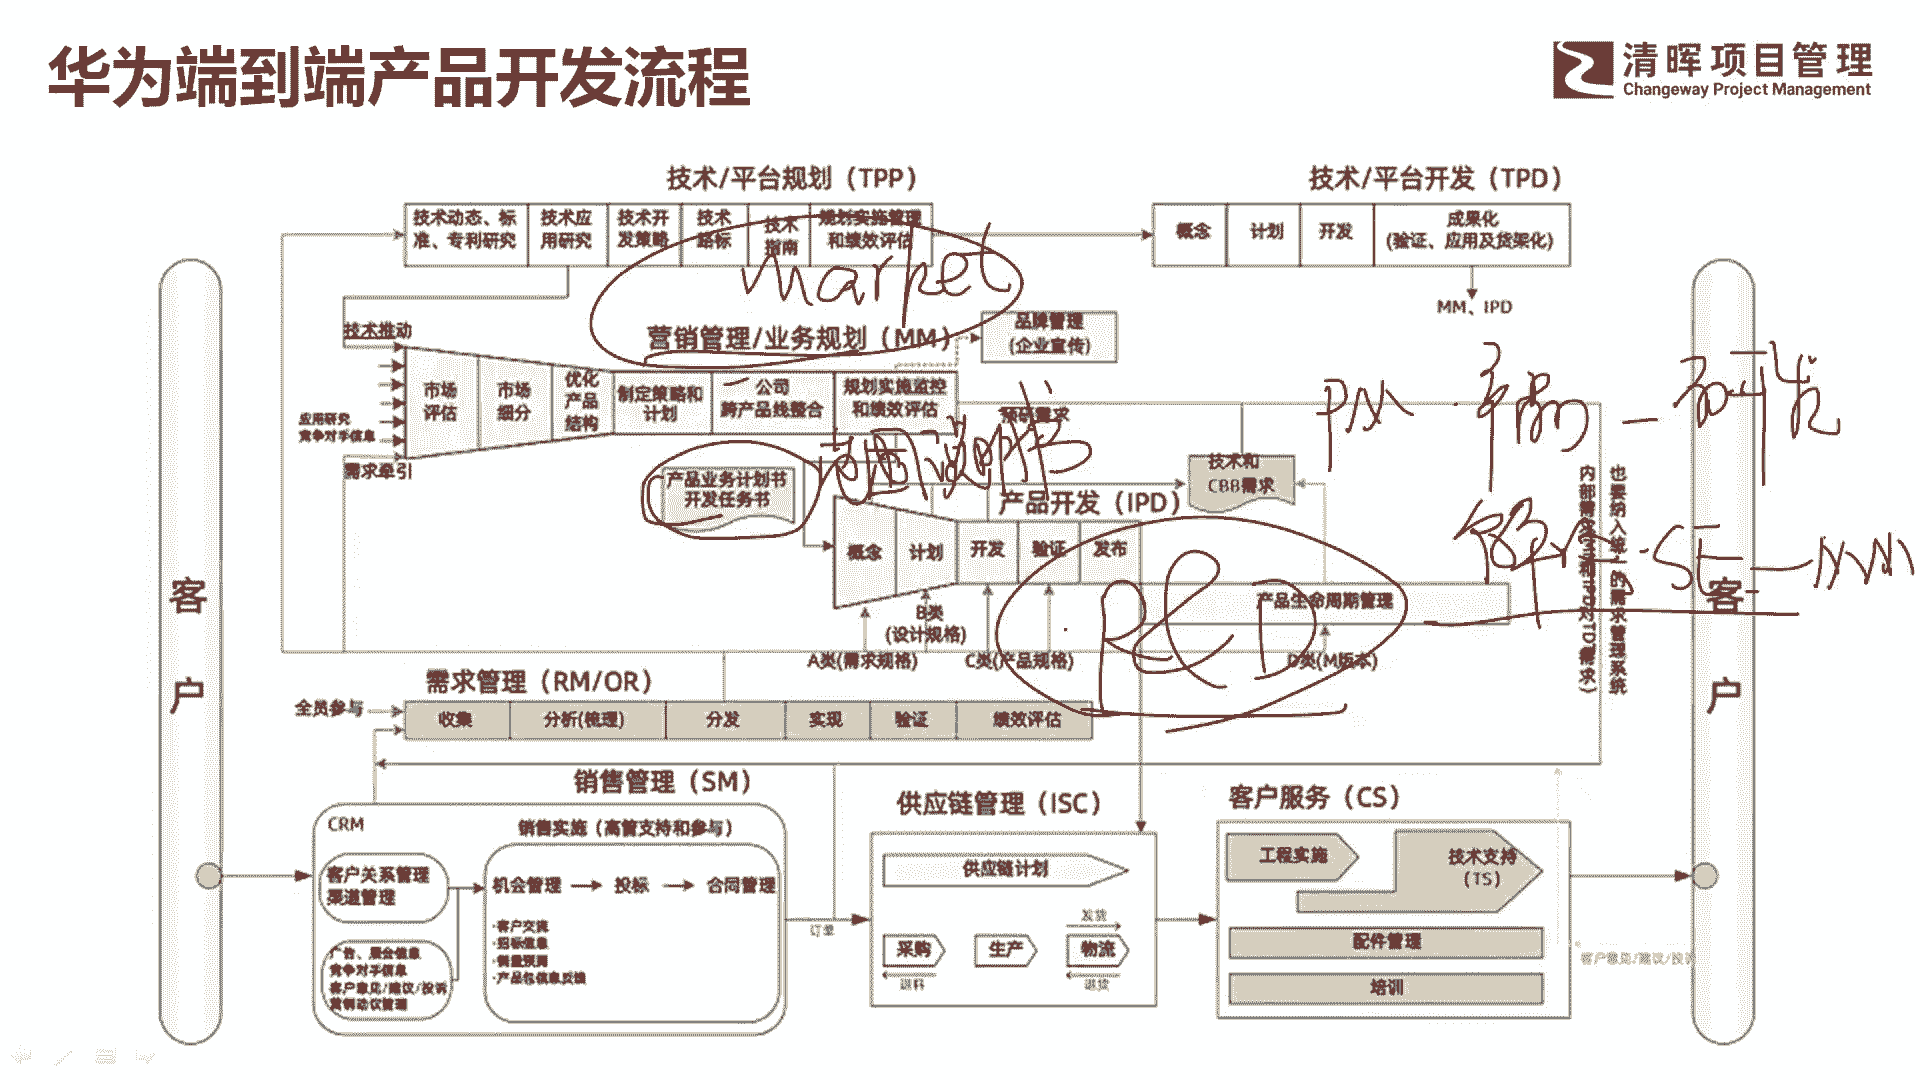 华为端到端产品开发流程
清晖项目管理
Changeway Project Management
技术/平台规划（TPP）
技术动态、标
准、专利研究
技术应
用研究
技术开
发策略
技术
路标
技术
指南
规划实施管理
和绩效评估
技术/平台开发（TPD）
概念
计划
开发
成果化
(验证、应用及货架化)
MM、IPD
market
技术推动
营销管理/业务规划（MM）
品牌管理
(企业宣传)
市场
评估
市场
细分
优化
产品
结构
制定策略和
计划
公司
跨产品线整合
规划实施监控
和绩效评估
应用研究
竞争对手信息
需求牵引
预研需求
PM
产品业务计划书
开发任务书
技术和
CBB需求
产品开发（IPD）
概念
计划
开发
验证
发布
SE
MM
R&D
产品生命周期管理
A类(需求规格)
B类
(设计规格)
C类(产品规格)
D类(M版本)
也要纳入统一的需求管理系统
客户
客户
需求管理（RM/OR）
全员参与
收集
分析(梳理)
分发
实现
验证
绩效评估
销售管理（SM）
CRM
客户关系管理
渠道管理
广告、展会信息
竞争对手信息
客户意见/建议/投诉
营销动议管理
销售实施（高管支持和参与）
机会管理
投标
合同管理
·客户交流
·招标信息
·销量预测
·产品包信息反馈
订单
供应链管理（ISC）
供应链计划
采购
生产
发货
物流
退料
退货
客户服务（CS）
工程实施
技术支持
（TS）
配件管理
培训
客户意见/建议/投诉